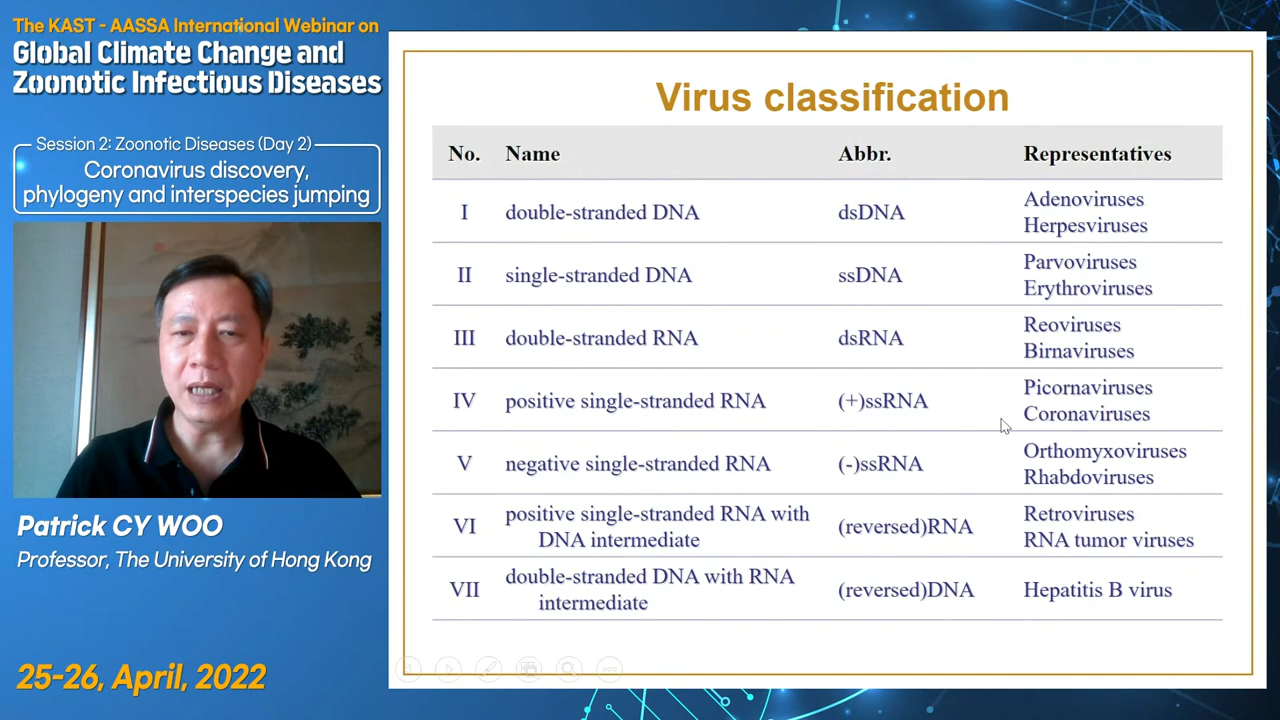 The KAST - AASSA International Webinar on
Global Climate Change and
Zoonotic Infectious Diseases
Session 2: Zoonotic Diseases (Day 2)
Coronavirus discovery,
phylogeny and interspecies jumping
Patrick CY WOO
Professor, The University of Hong Kong
25-26, April, 2022
Virus classification
No. Name Abbr. Representatives
I double-stranded DNA dsDNA Adenoviruses
Herpesviruses
II single-stranded DNA ssDNA Parvoviruses
Erythroviruses
III double-stranded RNA dsRNA Reoviruses
Birnaviruses
IV positive single-stranded RNA (+)ssRNA Picornaviruses
Coronaviruses
V negative single-stranded RNA (-)ssRNA Orthomyxoviruses
Rhabdoviruses
VI positive single-stranded RNA with
DNA intermediate (reversed)RNA Retroviruses
RNA tumor viruses
VII double-stranded DNA with RNA
intermediate (reversed)DNA Hepatitis B virus